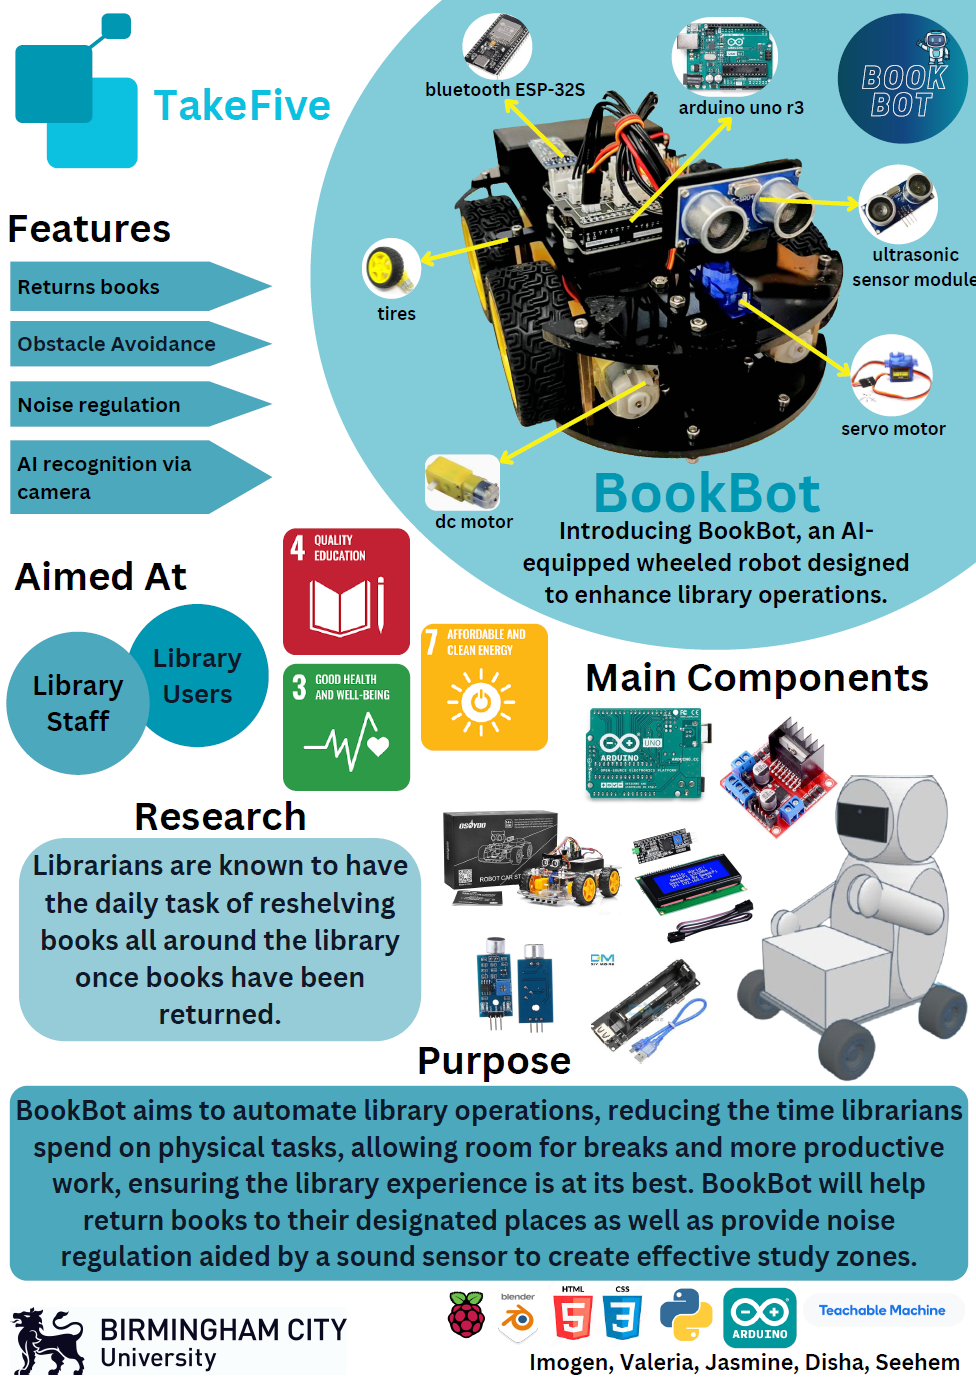 TakeFive
bluetooth ESP-32S
arduino uno r3
BOOK
BOT
ultrasonic
sensor module
tires
servo motor
dc motor
Features
Returns books
Obstacle Avoidance
Noise regulation
AI recognition via
camera
BookBot
Introducing BookBot, an AI-
equipped wheeled robot designed
to enhance library operations.
Aimed At
Library
Staff
Library
Users
4 QUALITY
EDUCATION
3 GOOD HEALTH
AND WELL-BEING
7 AFFORDABLE AND
CLEAN ENERGY
Main Components
UNO
ARDUINO
OSOYOO
ROBOT CAR ST
Research
Librarians are known to have
the daily task of reshelving
books all around the library
once books have been
returned.
Purpose
BookBot aims to automate library operations, reducing the time librarians
spend on physical tasks, allowing room for breaks and more productive
work, ensuring the library experience is at its best. BookBot will help
return books to their designated places as well as provide noise
regulation aided by a sound sensor to create effective study zones.
BIRMINGHAM CITY
University
blender
HTML
5
CSS
3
ARDUINO
Teachable Machine
Imogen, Valeria, Jasmine, Disha, Seehem